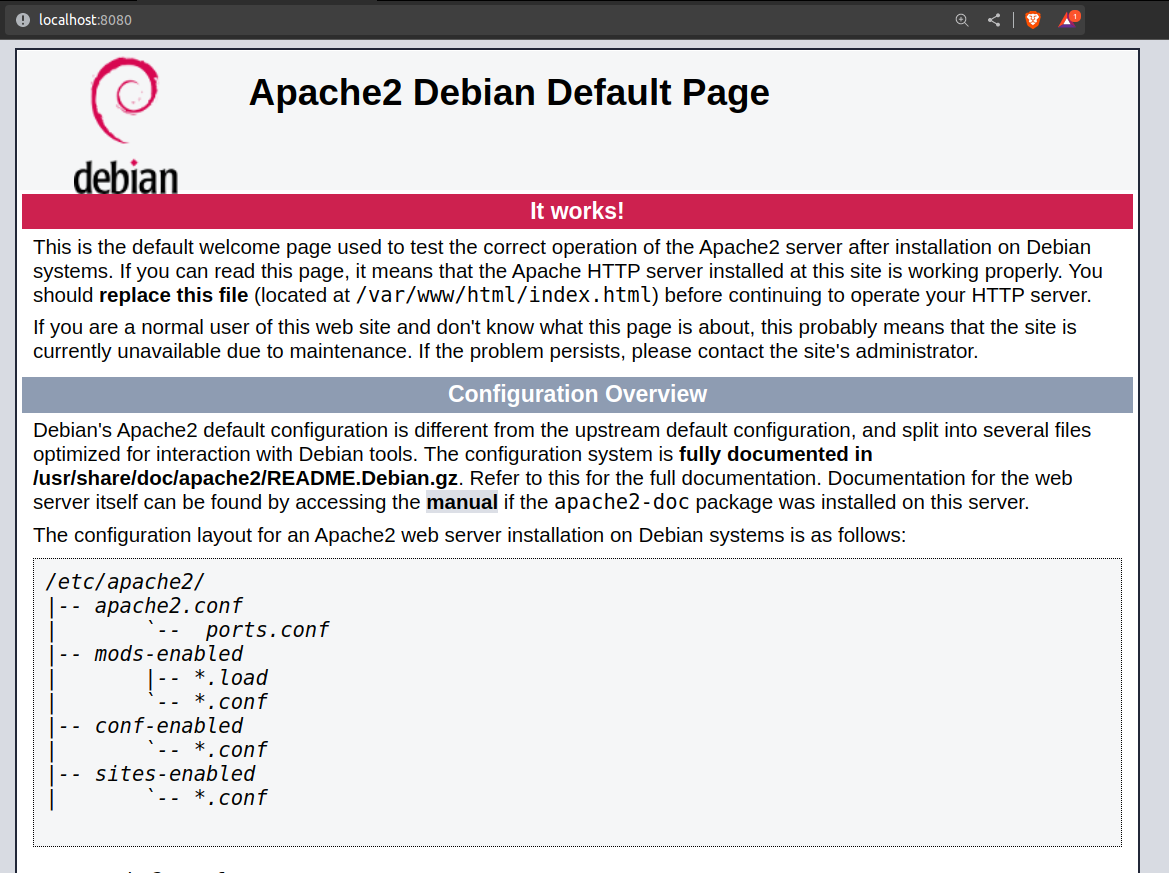 localhost:8080
1
debian
Apache2 Debian Default Page
It works!
This is the default welcome page used to test the correct operation of the Apache2 server after installation on Debian
systems. If you can read this page, it means that the Apache HTTP server installed at this site is working properly. You
should replace this file (located at /var/www/html/index.html) before continuing to operate your HTTP server.
If you are a normal user of this web site and don't know what this page is about, this probably means that the site is
currently unavailable due to maintenance. If the problem persists, please contact the site's administrator.
Configuration Overview
Debian's Apache2 default configuration is different from the upstream default configuration, and split into several files
optimized for interaction with Debian tools. The configuration system is fully documented in
/usr/share/doc/apache2/README.Debian.gz. Refer to this for the full documentation. Documentation for the web
server itself can be found by accessing the manual if the apache2-doc package was installed on this server.
The configuration layout for an Apache2 web server installation on Debian systems is as follows:
/etc/apache2/
|-- apache2.conf
|       `--  ports.conf
|-- mods-enabled
|       |-- *.load
|       `-- *.conf
|-- conf-enabled
|       `-- *.conf
|-- sites-enabled
|       `-- *.conf